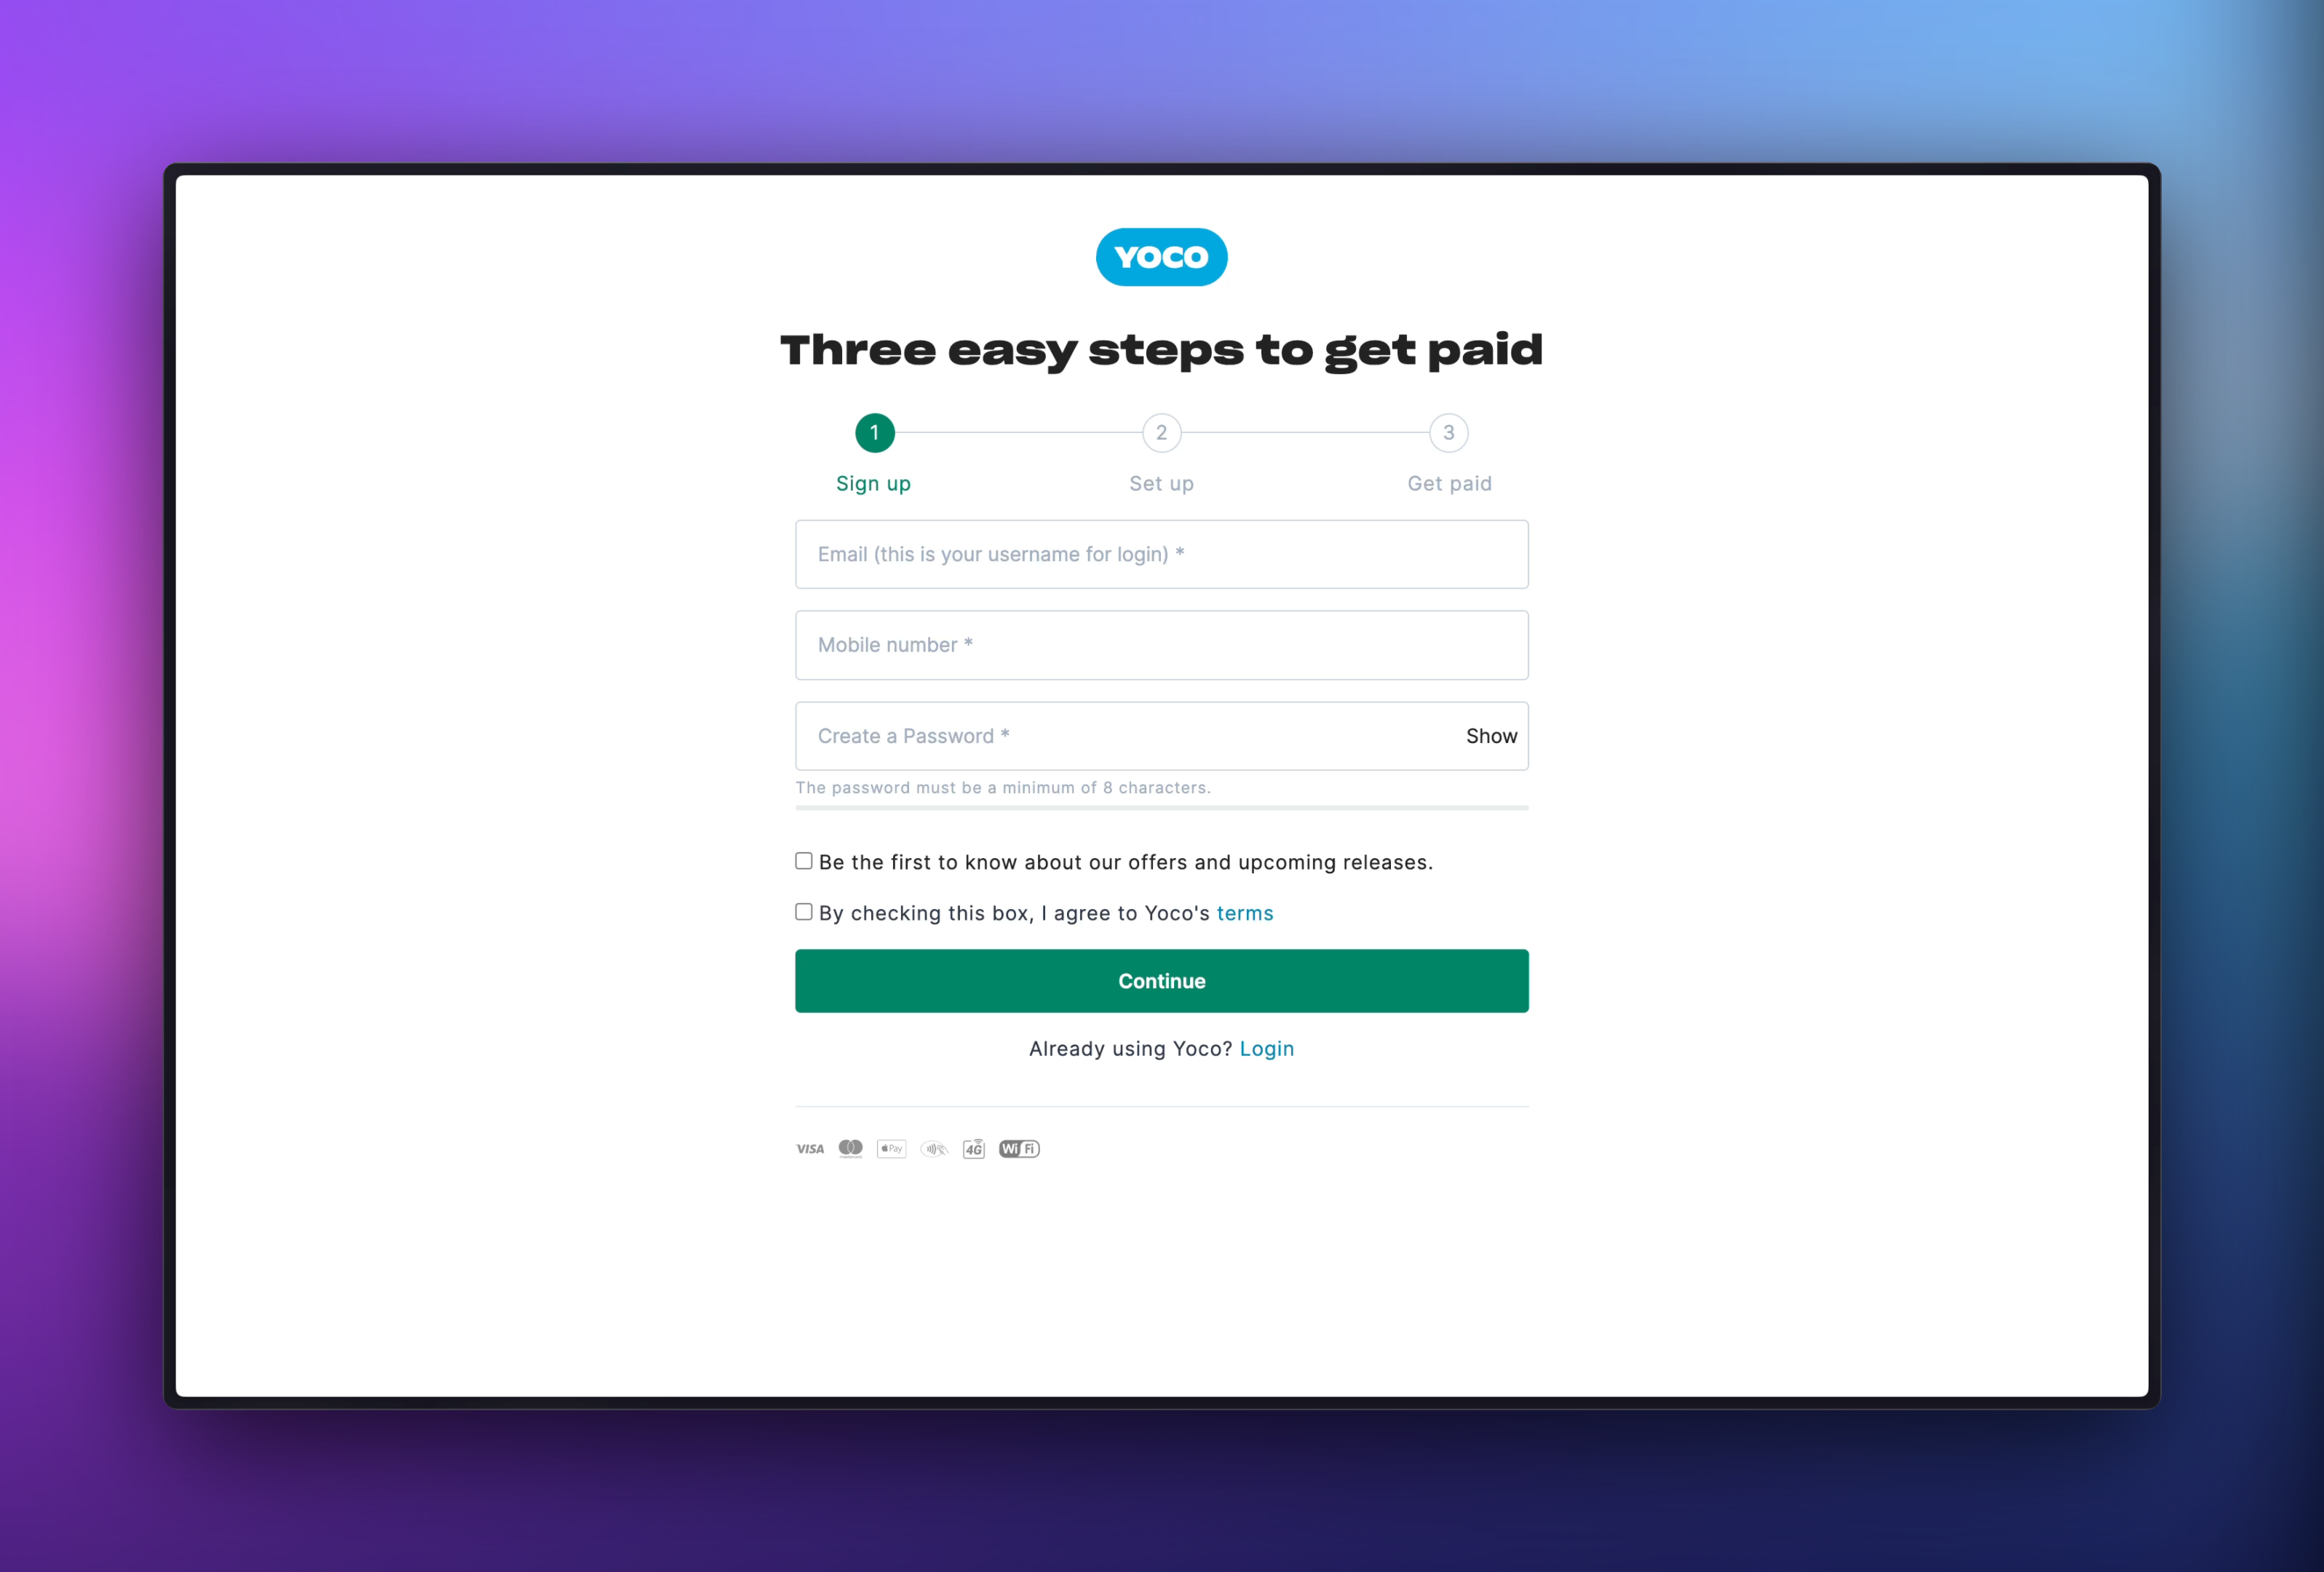 YOCO
Three easy steps to get paid
1 2 3
Sign up Set up Get paid
Email (this is your username for login) *
Mobile number *
Create a Password * Show
The password must be a minimum of 8 characters.
Be the first to know about our offers and upcoming releases.
By checking this box, I agree to Yoco's terms
Continue
Already using Yoco? Login
VISA Pay 4G WiFi